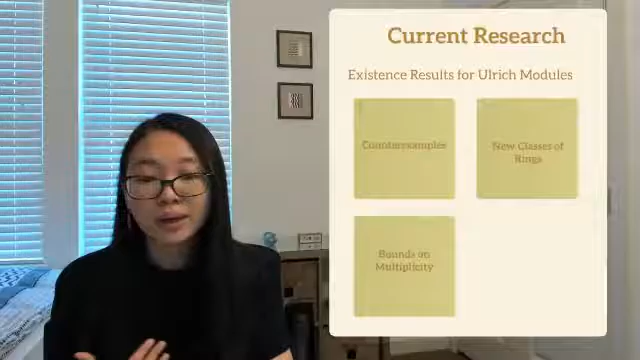 Current Research
Existence Results for Ulrich Modules
Counterexamples
New Classes of
Rings
Bounds on
Multiplicity